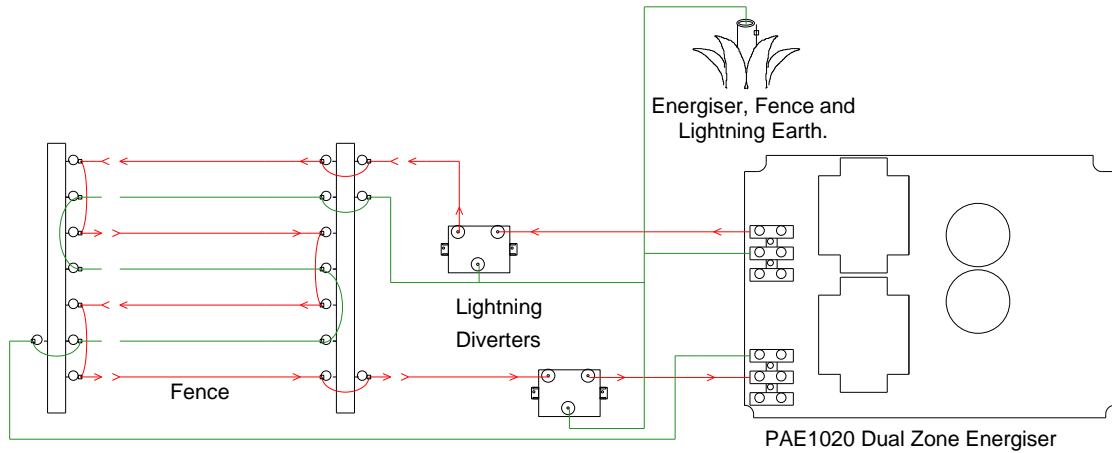 Energiser, Fence and
Lightning Earth.
Lightning
Diverters
Fence
PAE1020 Dual Zone Energiser